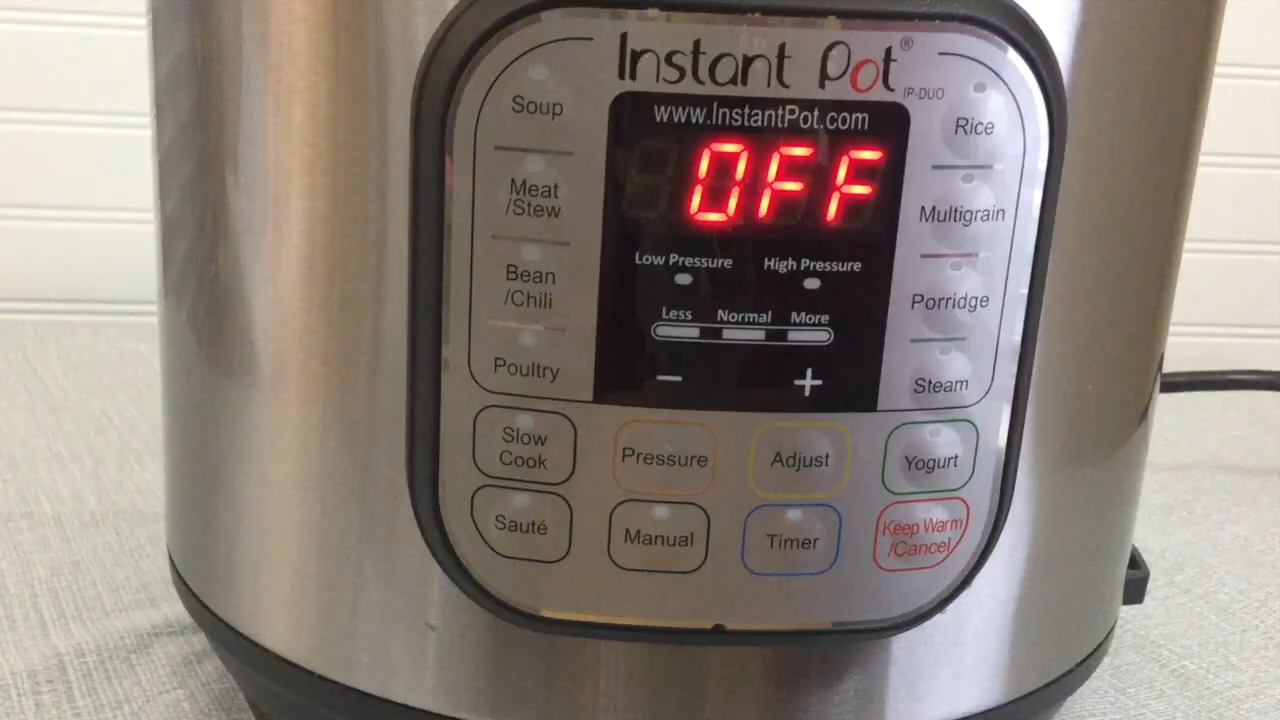 Instant Pot®
IP-DUO
www.InstantPot.com
OFF
Low Pressure
High Pressure
Less
Normal
More
−
+
Soup
Meat
/Stew
Bean
/Chili
Poultry
Rice
Multigrain
Porridge
Steam
Slow
Cook
Pressure
Adjust
Yogurt
Sauté
Manual
Timer
Keep Warm
/Cancel